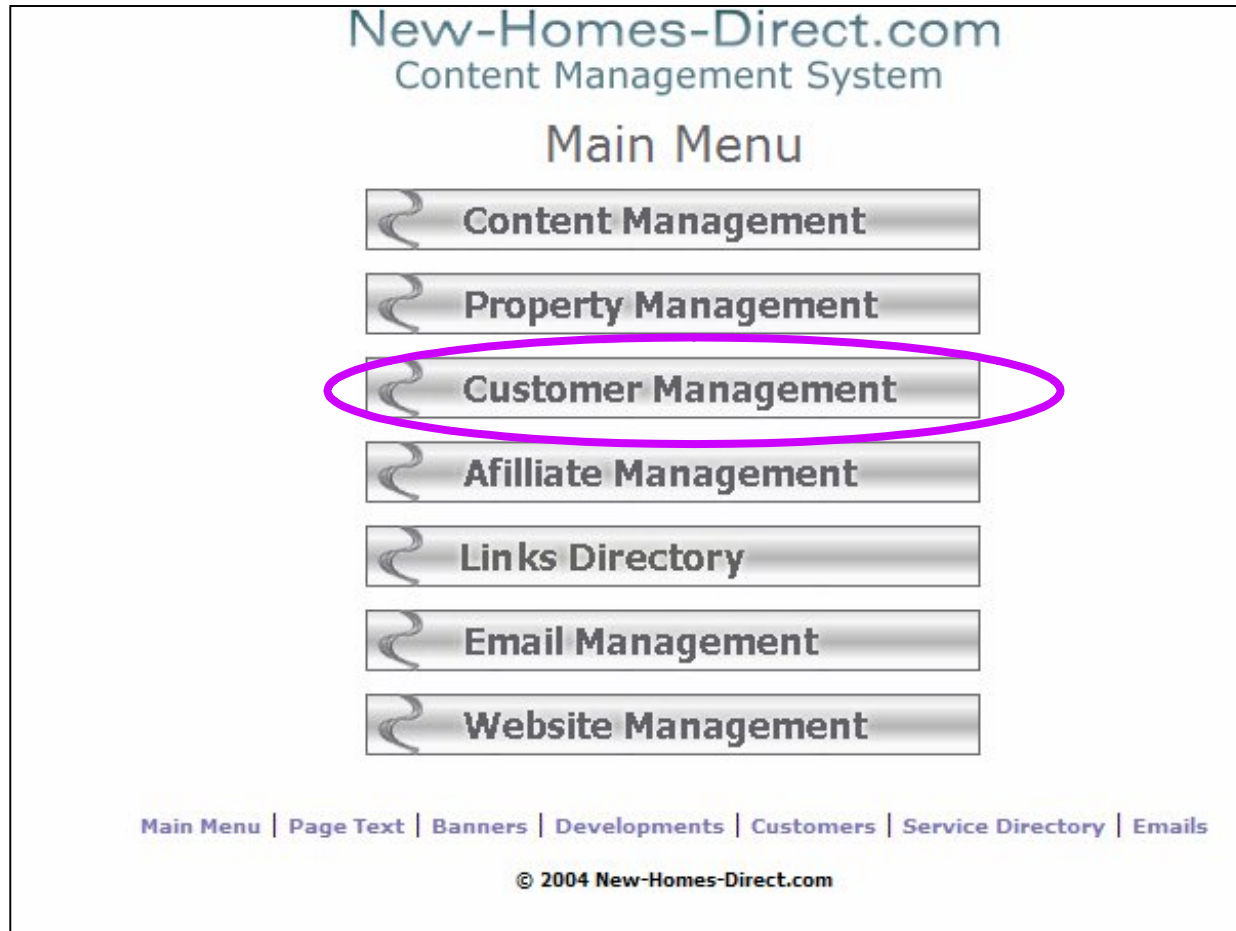 New-Homes-Direct.com
Content Management System
Main Menu
Content Management
Property Management
Customer Management
Afilliate Management
Links Directory
Email Management
Website Management
Main Menu | Page Text | Banners | Developments | Customers | Service Directory | Emails
© 2004 New-Homes-Direct.com